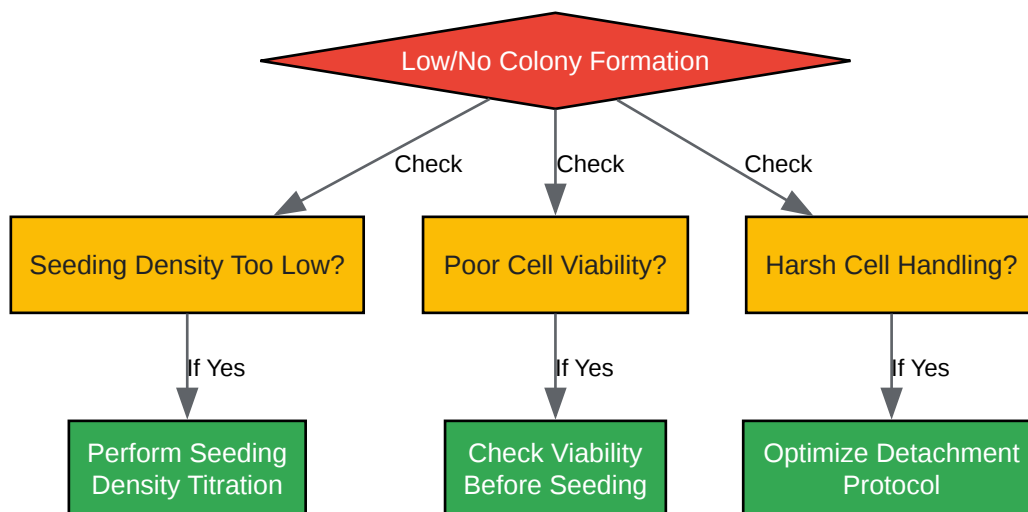 Low/No Colony Formation
Check
Check
Check
Seeding Density Too Low?
Poor Cell Viability?
Harsh Cell Handling?
If Yes
If Yes
If Yes
Perform Seeding
Density Titration
Check Viability
Before Seeding
Optimize Detachment
Protocol